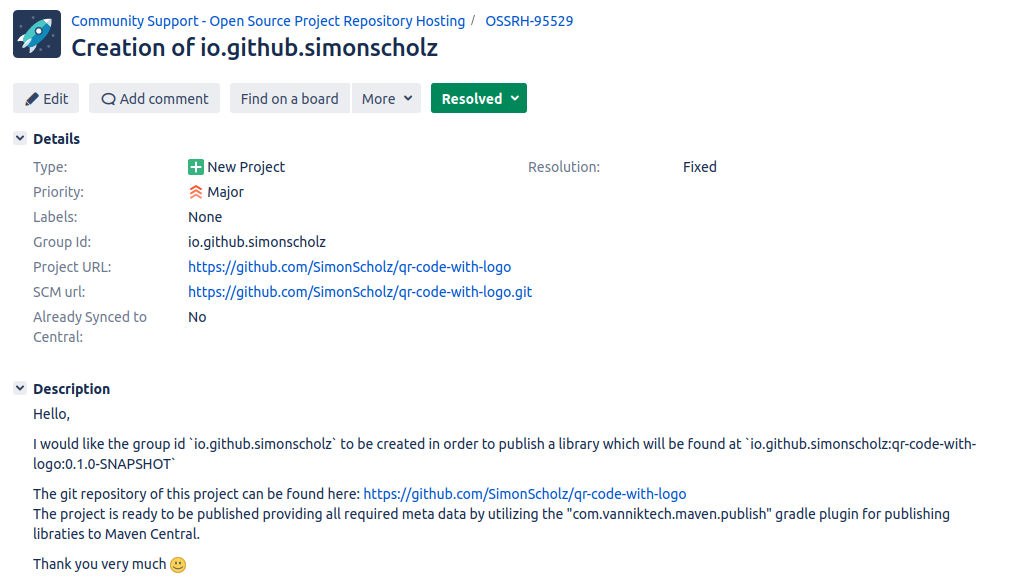 Community Support - Open Source Project Repository Hosting / OSSRH-95529
Creation of io.github.simonscholz
Edit Add comment Find on a board More Resolved
Details
Type: New Project Resolution: Fixed
Priority: Major
Labels: None
Group Id: io.github.simonscholz
Project URL: https://github.com/SimonScholz/qr-code-with-logo
SCM url: https://github.com/SimonScholz/qr-code-with-logo.git
Already Synced to No
Central:
Description
Hello,
I would like the group id `io.github.simonscholz` to be created in order to publish a library which will be found at `io.github.simonscholz:qr-code-with-
logo:0.1.0-SNAPSHOT`
The git repository of this project can be found here: https://github.com/SimonScholz/qr-code-with-logo
The project is ready to be published providing all required meta data by utilizing the "com.vanniktech.maven.publish" gradle plugin for publishing
libraties to Maven Central.
Thank you very much